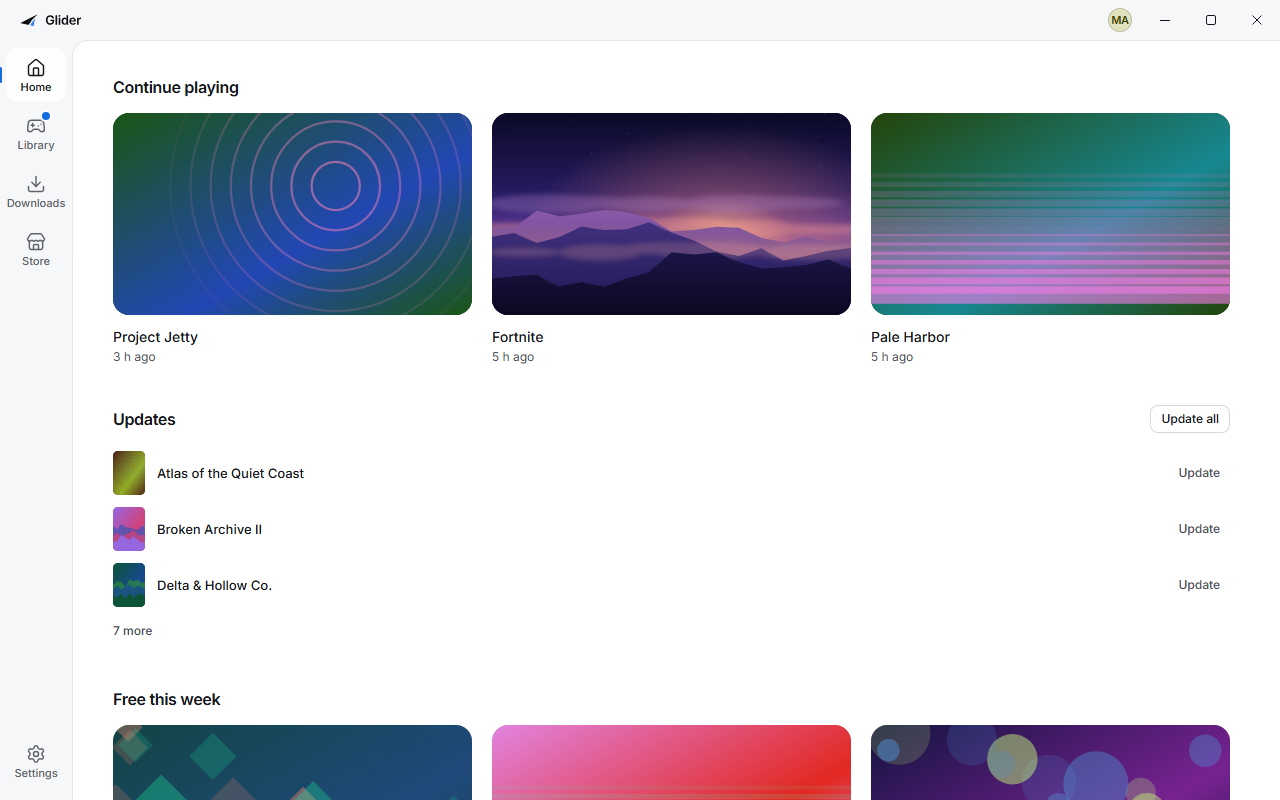 Glider
MA
Home
Library
Downloads
Store
Settings
Continue playing
Project Jetty
3 h ago
Fortnite
5 h ago
Pale Harbor
5 h ago
Updates
Update all
Atlas of the Quiet Coast
Update
Broken Archive II
Update
Delta & Hollow Co.
Update
7 more
Free this week